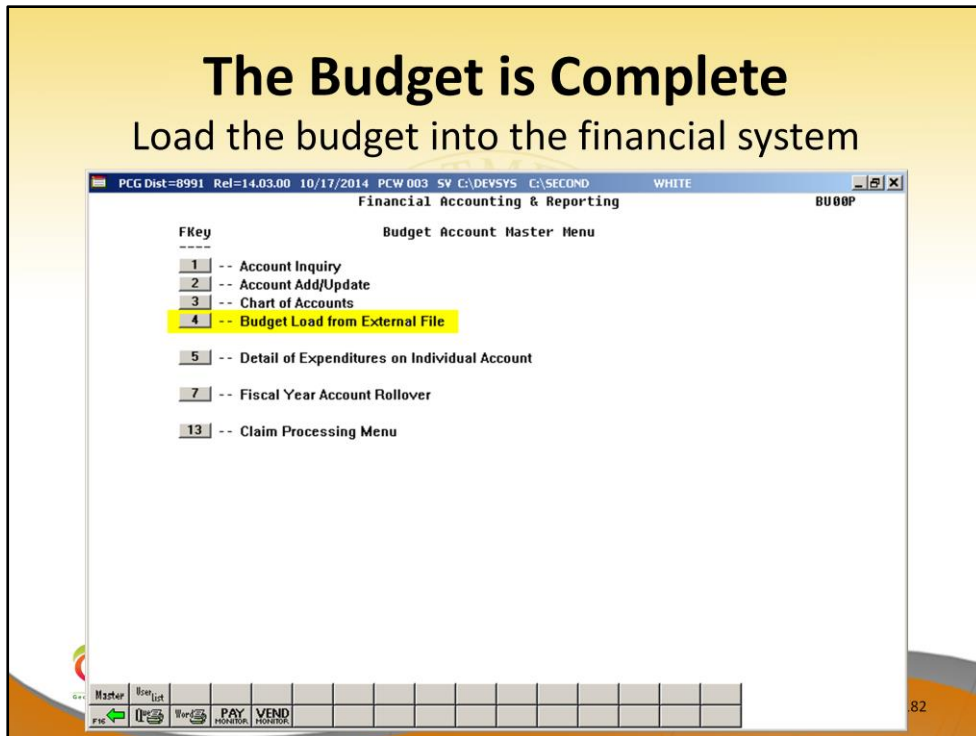 The Budget is Complete
Load the budget into the financial system
PCG Dist=8991 Rel=14.03.00 10/17/2014 PCW 003 SV C:\DEVSYS C:\SECOND WHITE
Financial Accounting & Reporting BU00P
FKey Budget Account Master Menu
----
1 -- Account Inquiry
2 -- Account Add/Update
3 -- Chart of Accounts
4 -- Budget Load from External File
5 -- Detail of Expenditures on Individual Account
7 -- Fiscal Year Account Rollover
13 -- Claim Processing Menu
Master User list
F16 Que Word PAY MONITOR VEND MONITOR
.82